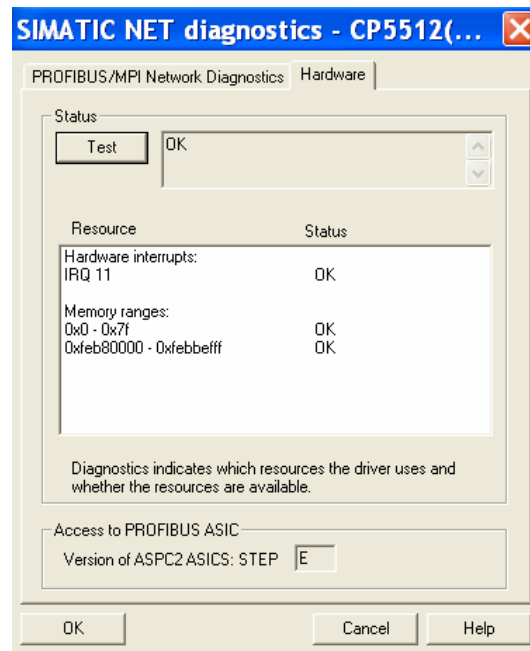 SIMATIC NET diagnostics - CP5512(...
PROFIBUS/MPI Network Diagnostics Hardware
Status
Test OK
Resource Status
Hardware interrupts:
IRQ 11 OK
Memory ranges:
0x0 - 0x7f OK
0xfeb80000 - 0xfebbefff OK
Diagnostics indicates which resources the driver uses and
whether the resources are available.
Access to PROFIBUS ASIC
Version of ASPC2 ASICS: STEP E
OK Cancel Help